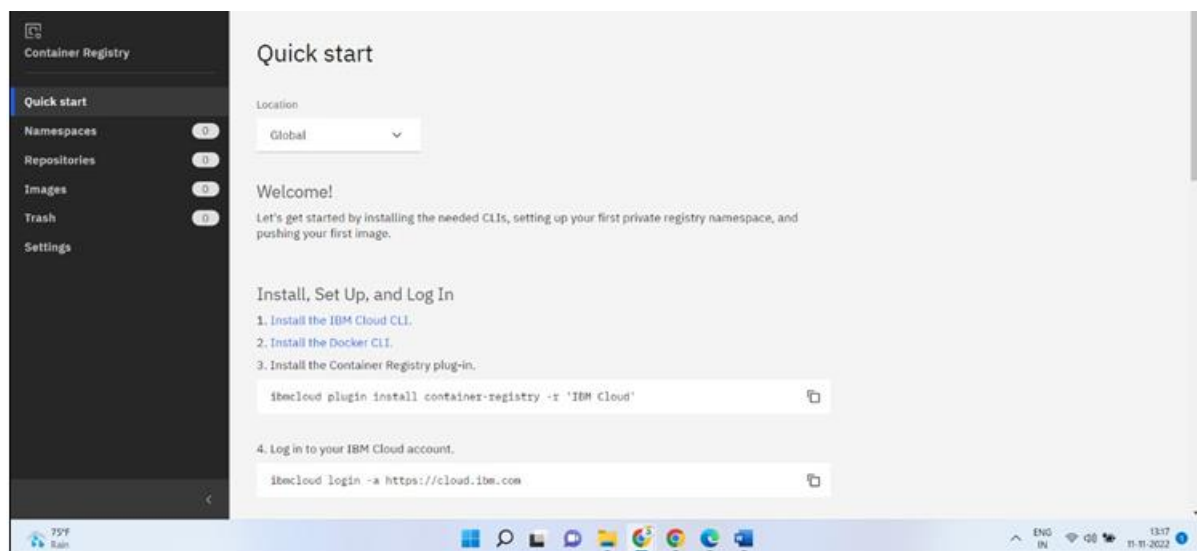 Container Registry
Quick start
Namespaces 0
Repositories 0
Images 0
Trash 0
Settings
Quick start
Location
Global
Welcome!
Let's get started by installing the needed CLIs, setting up your first private registry namespace, and
pushing your first image.
Install, Set Up, and Log In
1. Install the IBM Cloud CLI.
2. Install the Docker CLI.
3. Install the Container Registry plug-in.
ibmcloud plugin install container-registry -r 'IBM Cloud'
4. Log in to your IBM Cloud account.
ibmcloud login -a https://cloud.ibm.com
75°F
Rain
ENG
IN
13:17
11-11-2022